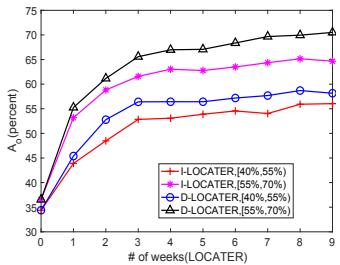 75
70
65
60
55
50
45
40
35
30
A_o(percent)
I-LOCATER,[40%,55%)
I-LOCATER,[55%,70%)
D-LOCATER,[40%,55%)
D-LOCATER,[55%,70%)
0 1 2 3 4 5 6 7 8 9
# of weeks(LOCATER)